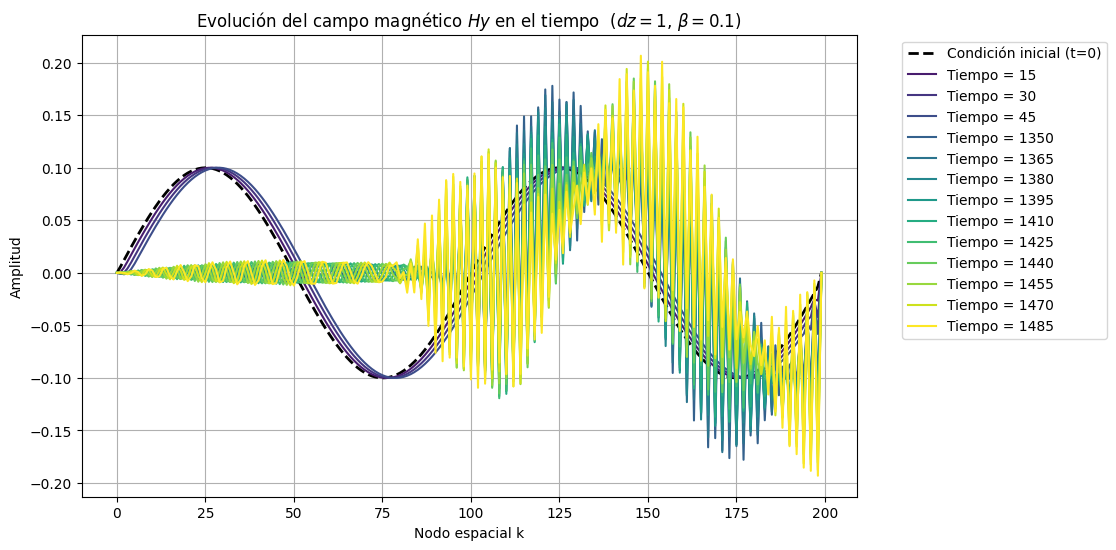 Evolución del campo magnético Hy en el tiempo  (dz = 1, β = 0.1)
Amplitud
0.20
0.15
0.10
0.05
0.00
−0.05
−0.10
−0.15
−0.20
0 25 50 75 100 125 150 175 200
Nodo espacial k
Condición inicial (t=0)
Tiempo = 15
Tiempo = 30
Tiempo = 45
Tiempo = 1350
Tiempo = 1365
Tiempo = 1380
Tiempo = 1395
Tiempo = 1410
Tiempo = 1425
Tiempo = 1440
Tiempo = 1455
Tiempo = 1470
Tiempo = 1485